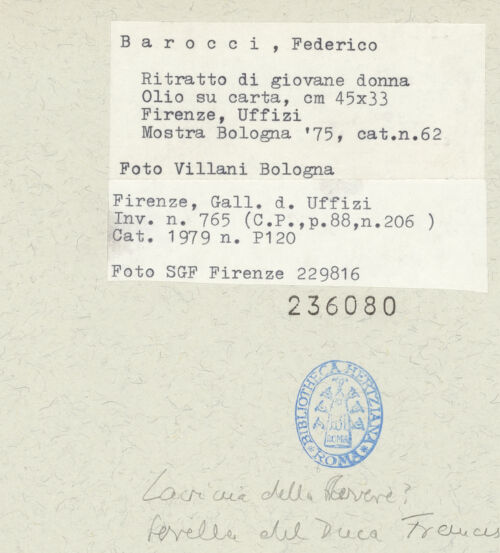 B a r o c c i , Federico
Ritratto di giovane donna
Olio su carta, cm 45x33
Firenze, Uffizi
Mostra Bologna '75, cat.n.62
Foto Villani Bologna
Firenze, Gall. d. Uffizi
Inv. n. 765 (C.P.,p.88,n.206 )
Cat. 1979 n. P120
Foto SGF Firenze 229816
236080
BIBLIOTHECA HERTZIANA
ROMA
ROMA
della Rovere?
del Duca